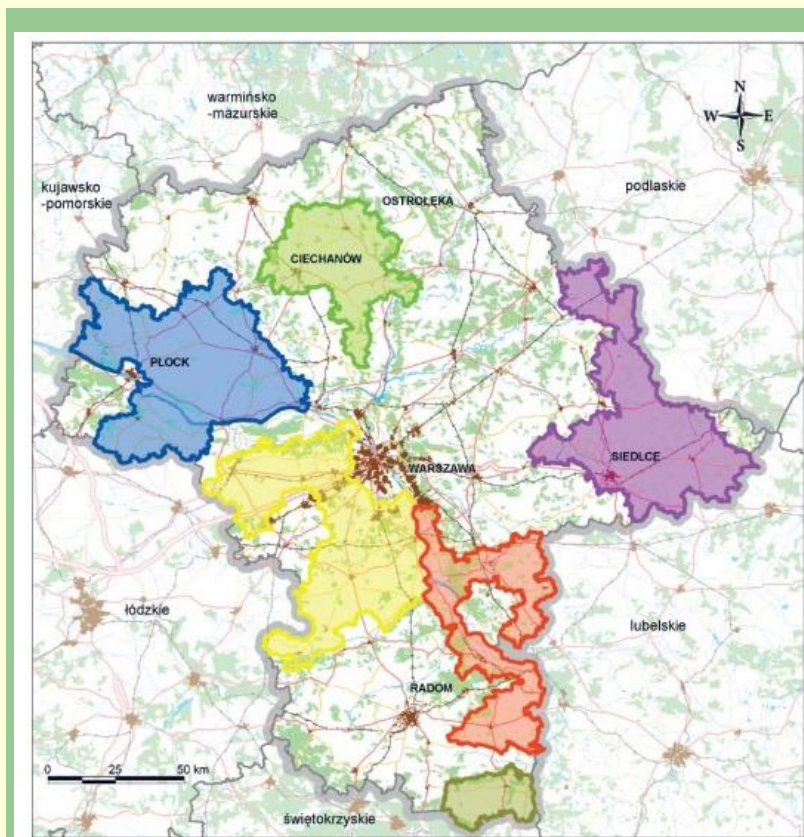 warmińsko
-mazurskie
N
W E
S
kujawsko
-pomorskie
podlaskie
OSTROŁĘKA
CIECHANÓW
PŁOCK
SIEDLCE
WARSZAWA
łódzkie
lubelskie
RADOM
0 25 50 km
świętokrzyskie